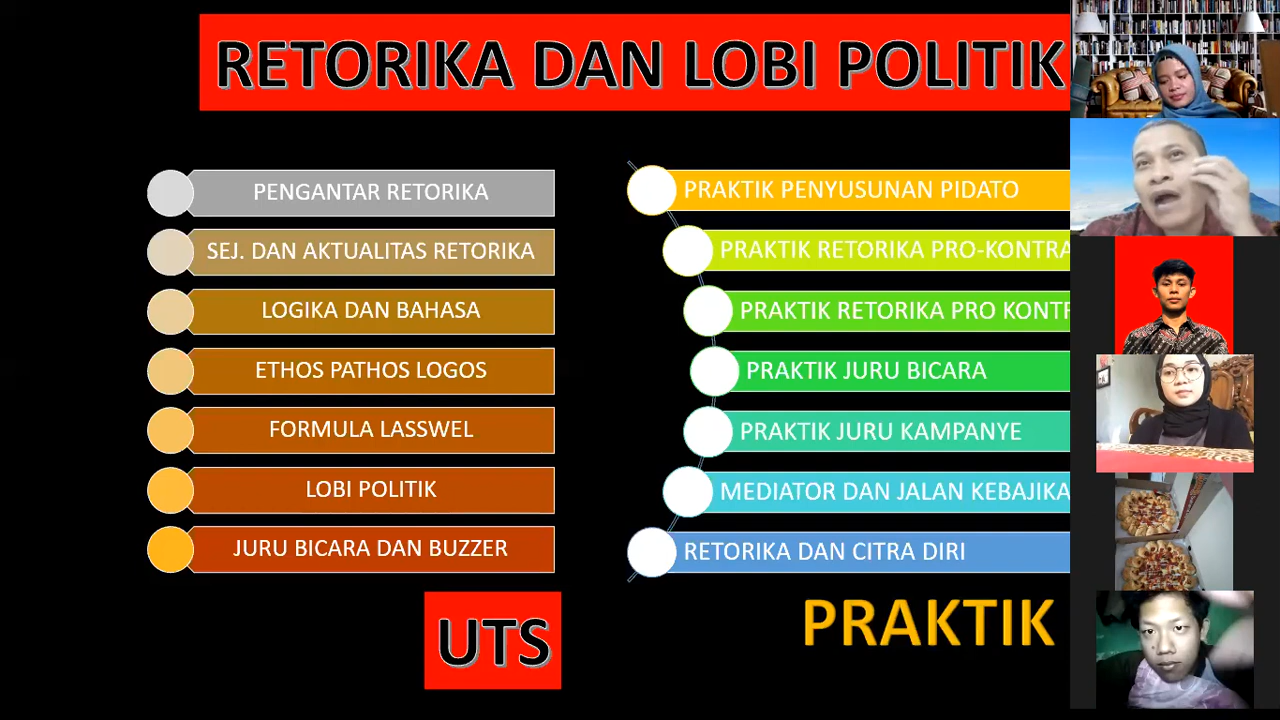 RETORIKA DAN LOBI POLITIK
PENGANTAR RETORIKA
SEJ. DAN AKTUALITAS RETORIKA
LOGIKA DAN BAHASA
ETHOS PATHOS LOGOS
FORMULA LASSWEL
LOBI POLITIK
JURU BICARA DAN BUZZER
UTS
PRAKTIK PENYUSUNAN PIDATO
PRAKTIK RETORIKA PRO-KONTRA
PRAKTIK RETORIKA PRO KONT
PRAKTIK JURU BICARA
PRAKTIK JURU KAMPANYE
MEDIATOR DAN JALAN KEBAJIKA
RETORIKA DAN CITRA DIRI
PRAKTIK